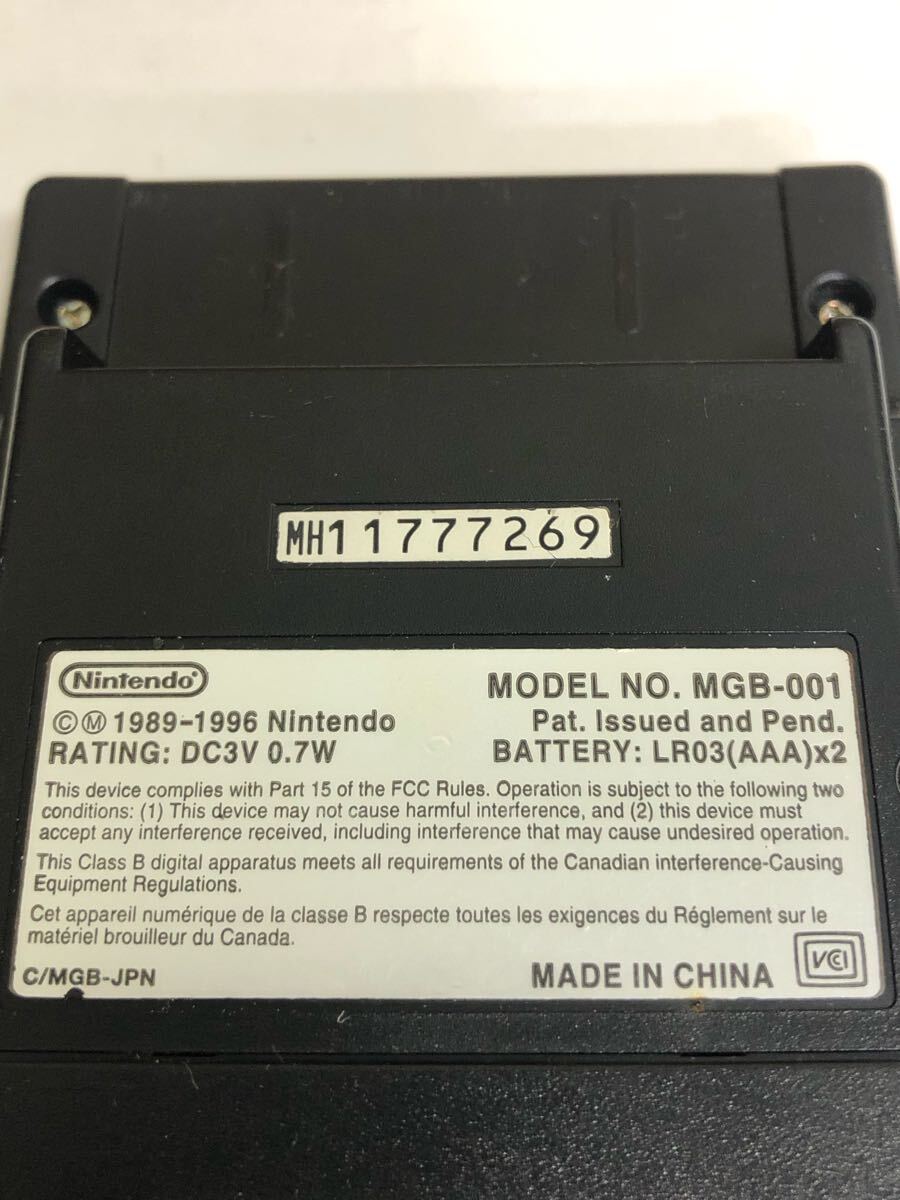 MH11777269
Nintendo®
MODEL NO. MGB-001
©Ⓜ 1989-1996 Nintendo
Pat. Issued and Pend.
RATING: DC3V 0.7W
BATTERY: LR03(AAA)x2
This device complies with Part 15 of the FCC Rules. Operation is subject to the following two
conditions: (1) This device may not cause harmful interference, and (2) this device must
accept any interference received, including interference that may cause undesired operation.
This Class B digital apparatus meets all requirements of the Canadian interference-Causing
Equipment Regulations.
Cet appareil numérique de la classe B respecte toutes les exigences du Réglement sur le
matériel brouilleur du Canada.
C/MGB-JPN
MADE IN CHINA
VCI